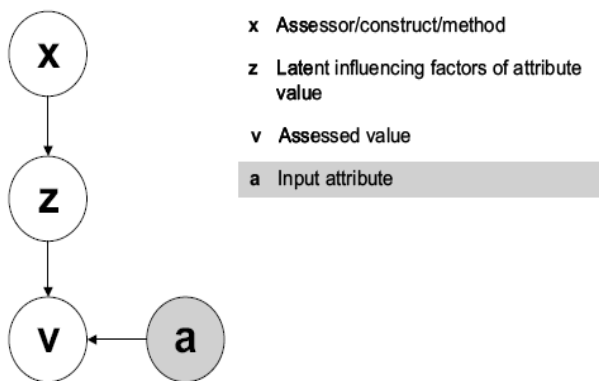 x
z
v
a
x Assessor/construct/method
z Latent influencing factors of attribute
value
v Assessed value
a Input attribute